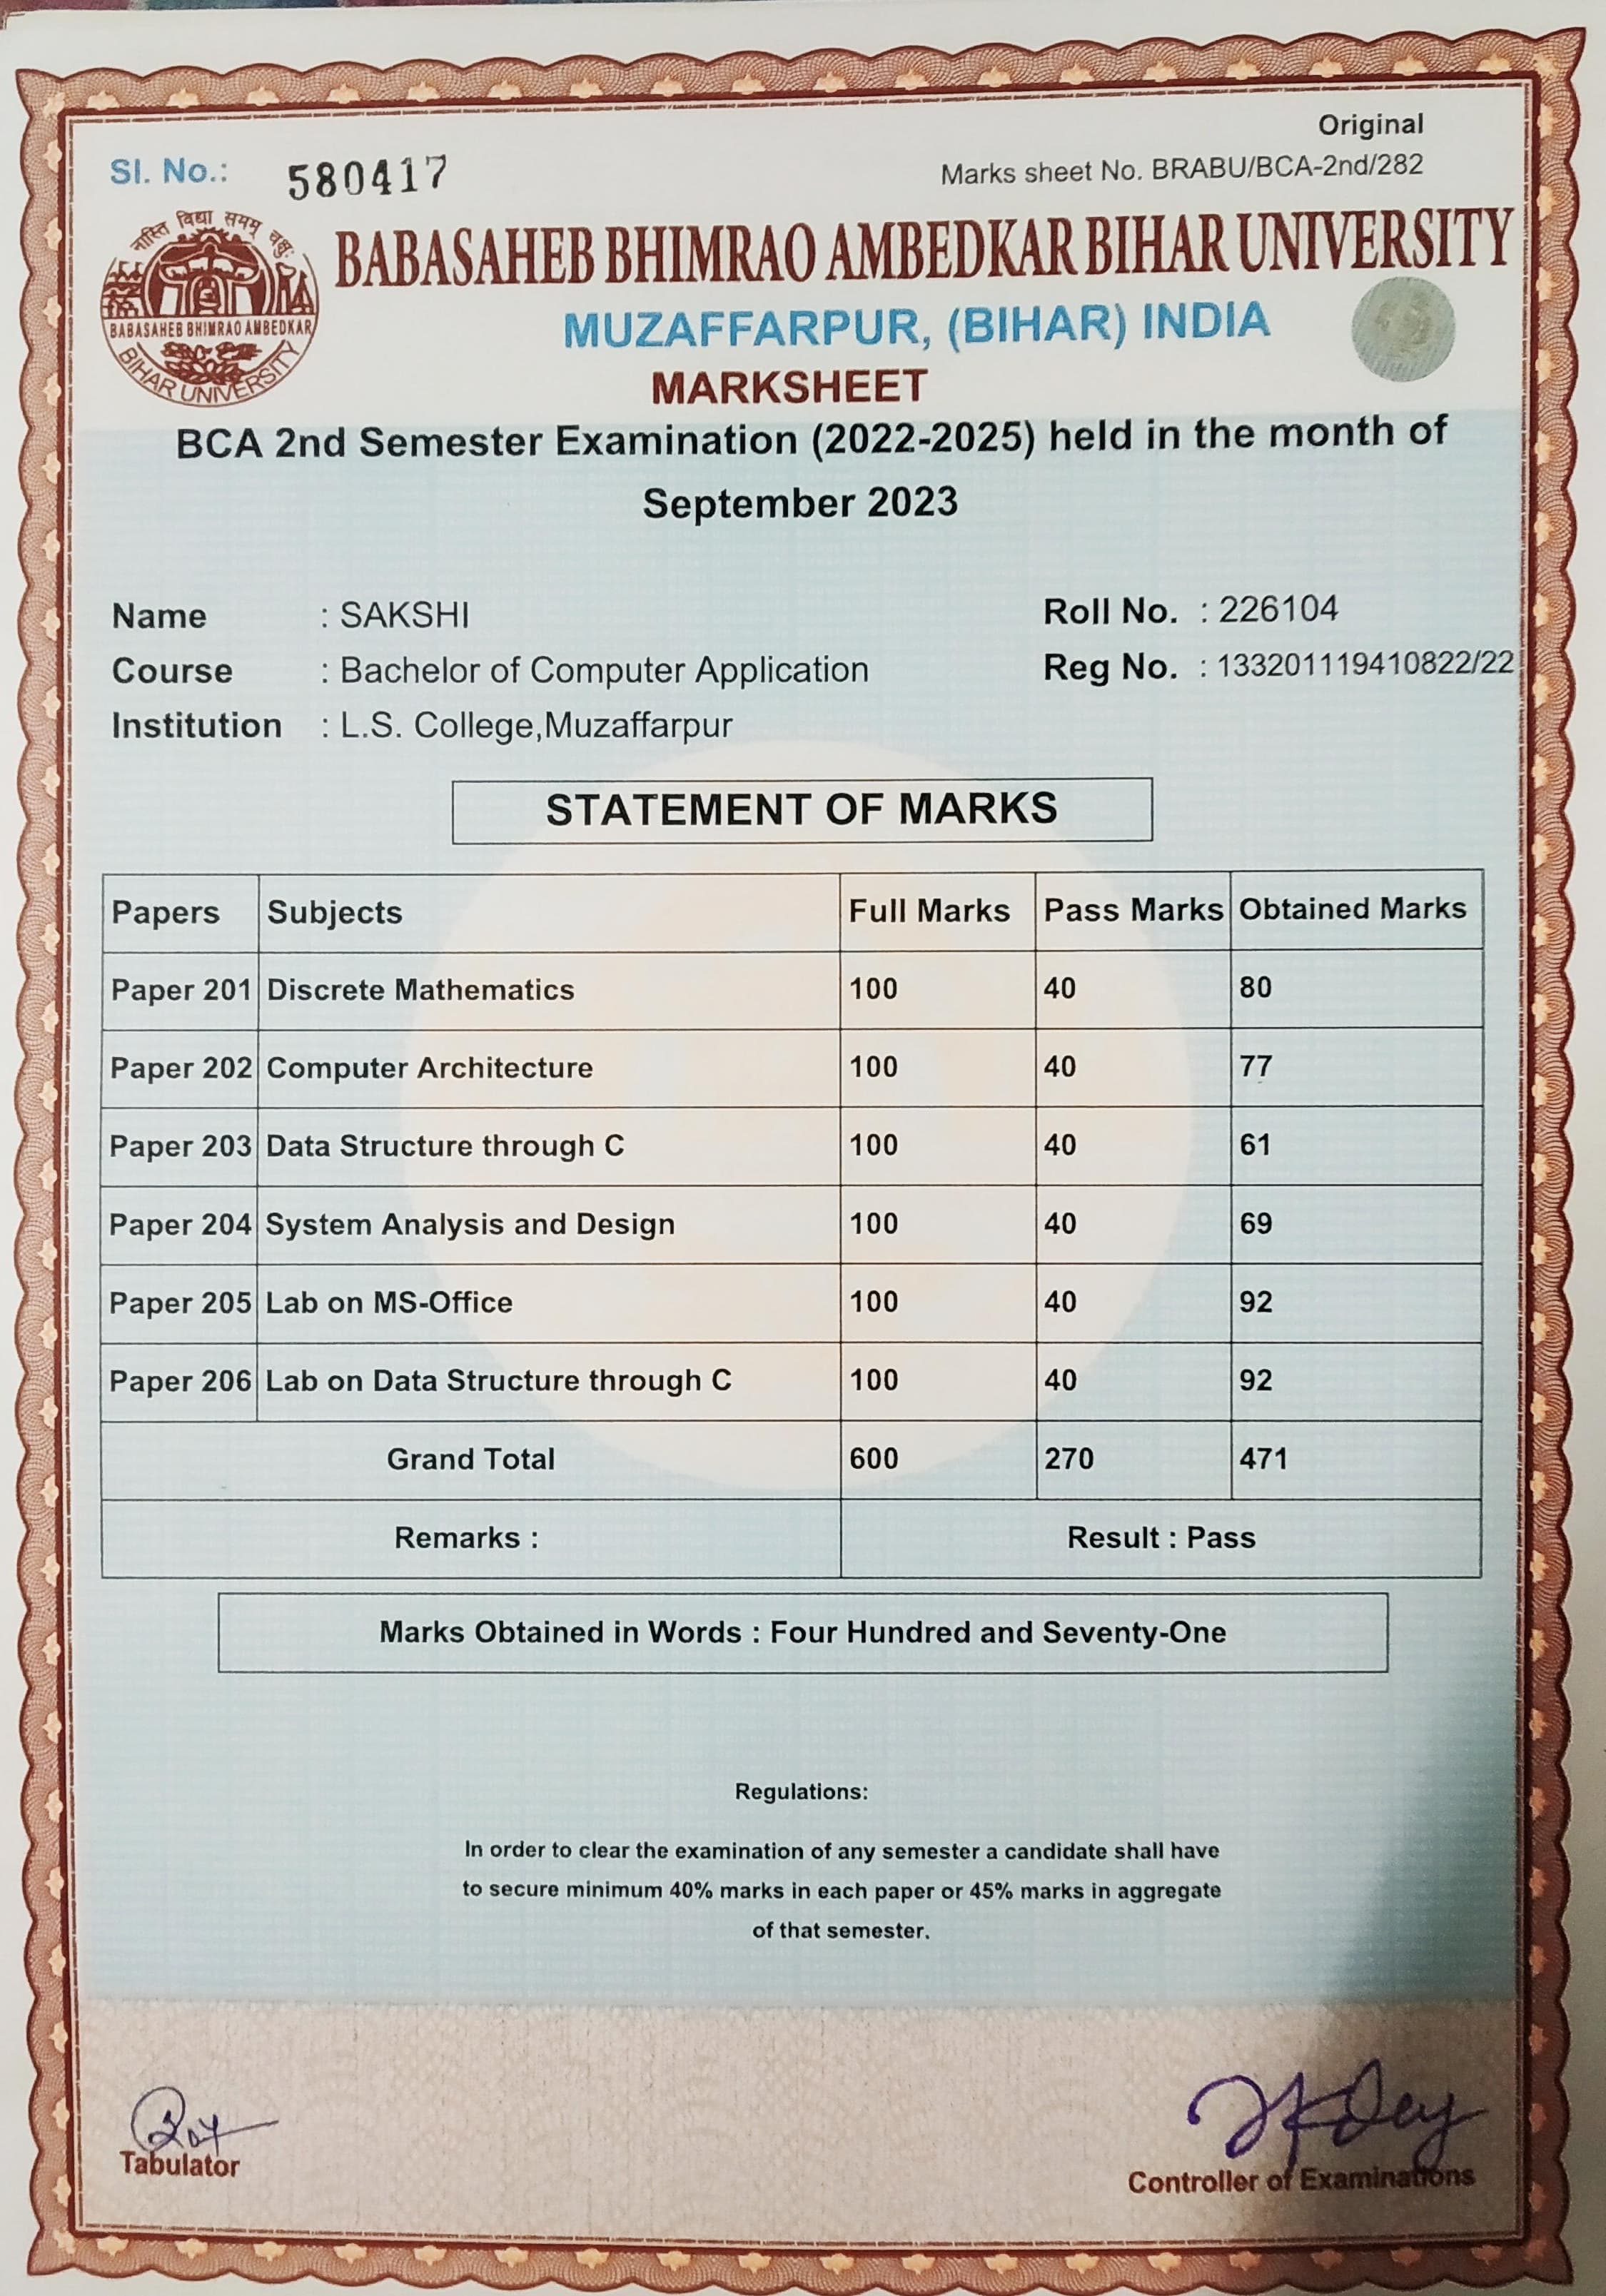 Original
Sl. No.: 580417
Marks sheet No. BRABU/BCA-2nd/282
नास्ति विद्या समम् चक्षुः
BABASAHEB BHIMRAO AMBEDKAR
BIHAR UNIVERSITY
BABASAHEB BHIMRAO AMBEDKAR BIHAR UNIVERSITY
MUZAFFARPUR, (BIHAR) INDIA
MARKSHEET
BCA 2nd Semester Examination (2022-2025) held in the month of
September 2023
Name : SAKSHI Roll No. : 226104
Course : Bachelor of Computer Application Reg No. : 133201119410822/22
Institution : L.S. College,Muzaffarpur
STATEMENT OF MARKS
Papers Subjects Full Marks Pass Marks Obtained Marks
Paper 201 Discrete Mathematics 100 40 80
Paper 202 Computer Architecture 100 40 77
Paper 203 Data Structure through C 100 40 61
Paper 204 System Analysis and Design 100 40 69
Paper 205 Lab on MS-Office 100 40 92
Paper 206 Lab on Data Structure through C 100 40 92
Grand Total 600 270 471
Remarks : Result : Pass
Marks Obtained in Words : Four Hundred and Seventy-One
Regulations:
In order to clear the examination of any semester a candidate shall have
to secure minimum 40% marks in each paper or 45% marks in aggregate
of that semester.
Tabulator
Controller of Examinations